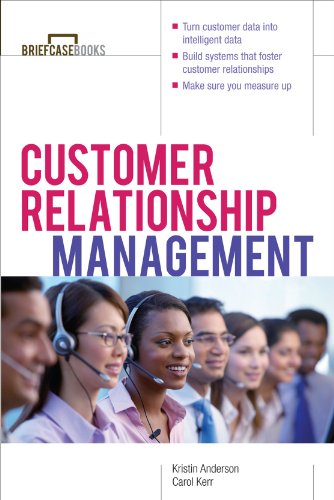 BRIEFCASEBOOKS
Turn customer data into
intelligent data
Build systems that foster
customer relationships
Make sure you measure up
CUSTOMER
RELATIONSHIP
MANAGEMENT
Kristin Anderson
Carol Kerr